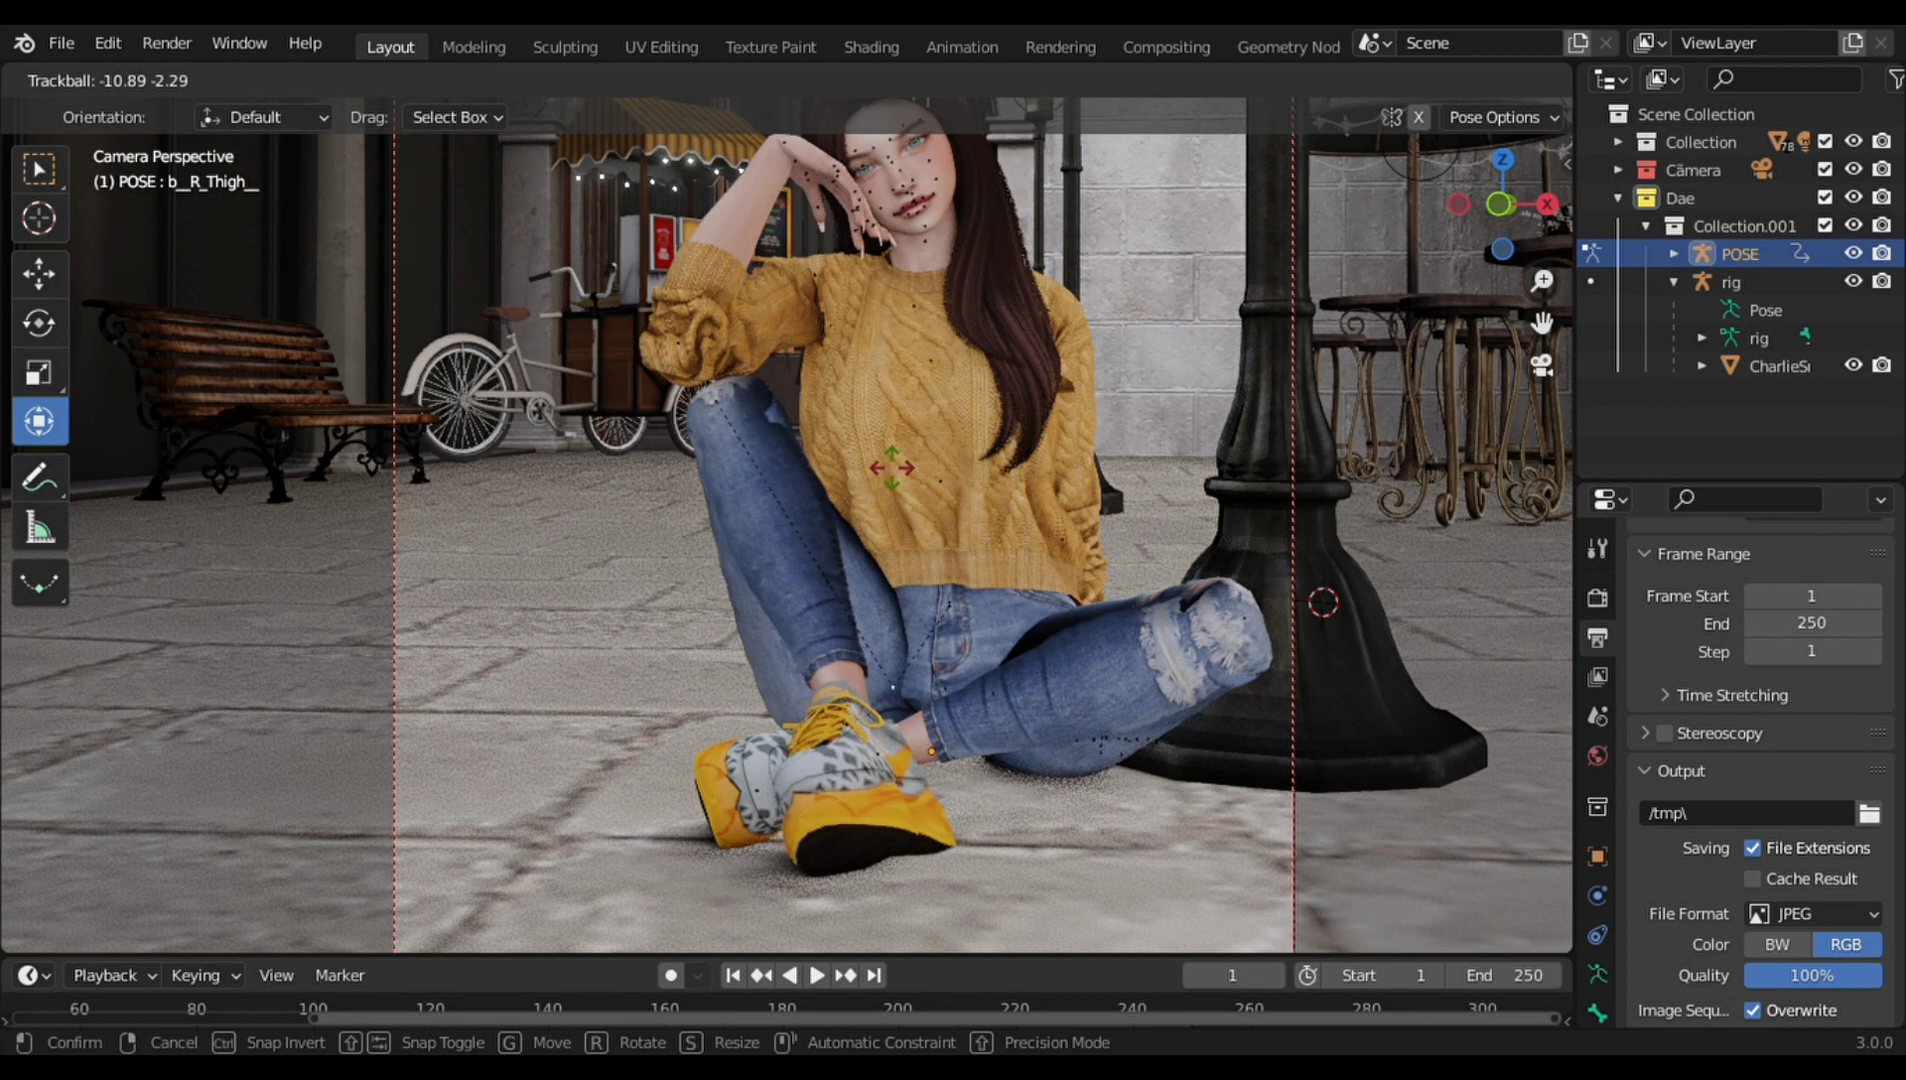 File Edit Render Window Help Layout Modeling Sculpting UV Editing Texture Paint Shading Animation Rendering Compositing Geometry Nod Scene ViewLayer
Trackball: -10.89 -2.29
Orientation: Default Drag: Select Box X Pose Options
Camera Perspective
(1) POSE : b__R_Thigh__
Z
X
Scene Collection
Collection 78
Cãmera
Dae
Collection.001
POSE
rig
Pose
rig
CharlieSi
Frame Range
Frame Start 1
End 250
Step 1
Time Stretching
Stereoscopy
Output
/tmp\
Saving File Extensions
Cache Result
File Format JPEG
Color BW RGB
Quality 100%
Image Sequ... Overwrite
Playback Keying View Marker 1 Start 1 End 250
60 80 100 120 140 160 180 200 220 240 260 280 300
Confirm Cancel Ctrl Snap Invert Snap Toggle G Move R Rotate S Resize Automatic Constraint Precision Mode 3.0.0